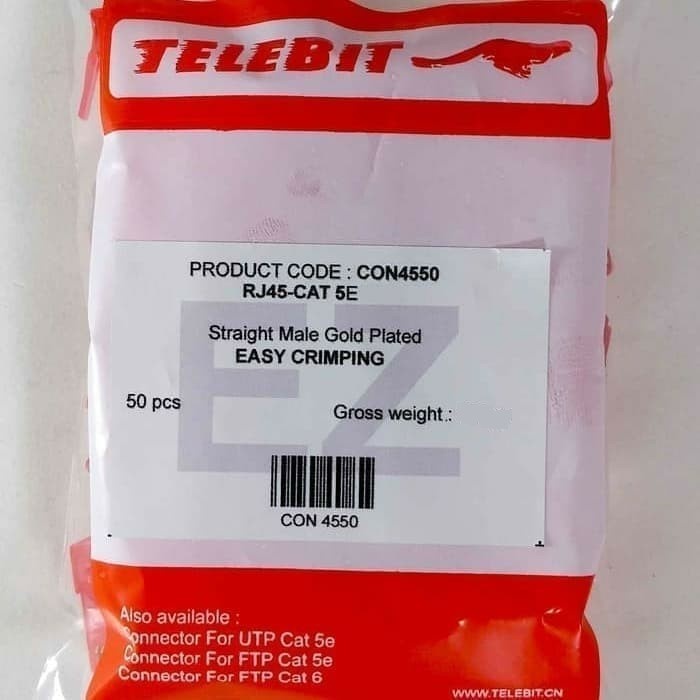 TELEBIT
PRODUCT CODE : CON4550
RJ45-CAT 5E
Straight Male Gold Plated
EASY CRIMPING
EZ
50 pcs
Gross weight.:
CON 4550
Also available :
Connector For UTP Cat 5e
Connector For FTP Cat 5e
Connector For FTP Cat 6
WWW.TELEBIT.CN